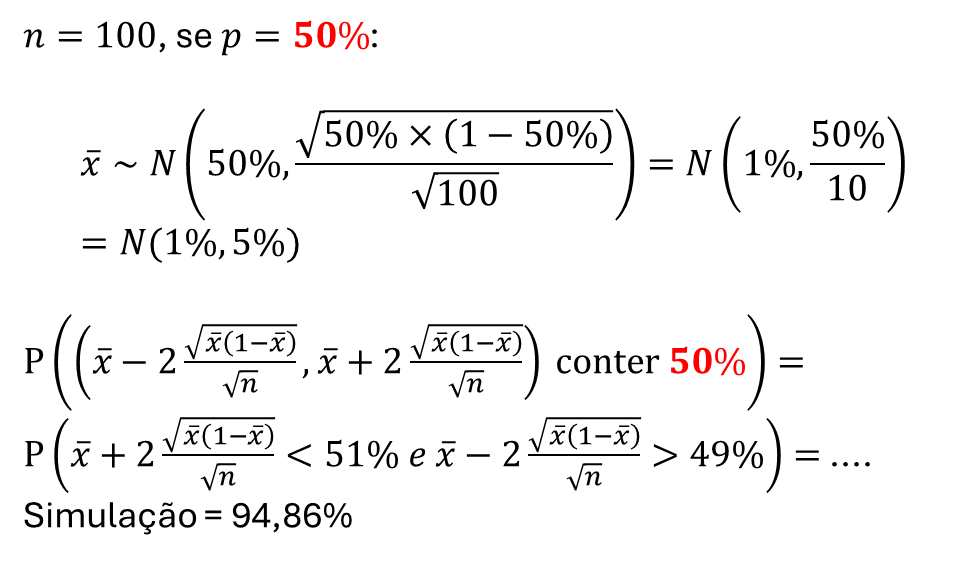 n = 100, se p = 50%:
x̄ ~ N(50%, √(50% × (1 − 50%))/√100) = N(1%, 50%/10)
= N(1%, 5%)
P((x̄ − 2 √(x̄(1−x̄))/√n, x̄ + 2 √(x̄(1−x̄))/√n) conter 50%) =
P(x̄ + 2 √(x̄(1−x̄))/√n < 51% e x̄ − 2 √(x̄(1−x̄))/√n > 49%) = ....
Simulação = 94,86%